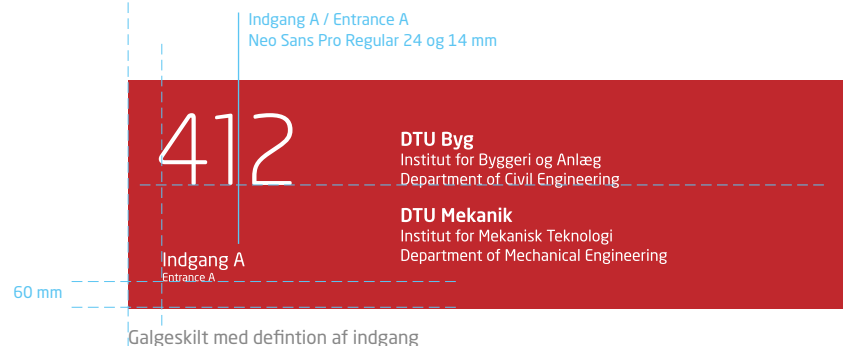 Indgang A / Entrance A
Neo Sans Pro Regular 24 og 14 mm
412
DTU Byg
Institut for Byggeri og Anlæg
Department of Civil Engineering
DTU Mekanik
Institut for Mekanisk Teknologi
Department of Mechanical Engineering
Indgang A
Entrance A
60 mm
Galgeskilt med defintion af indgang